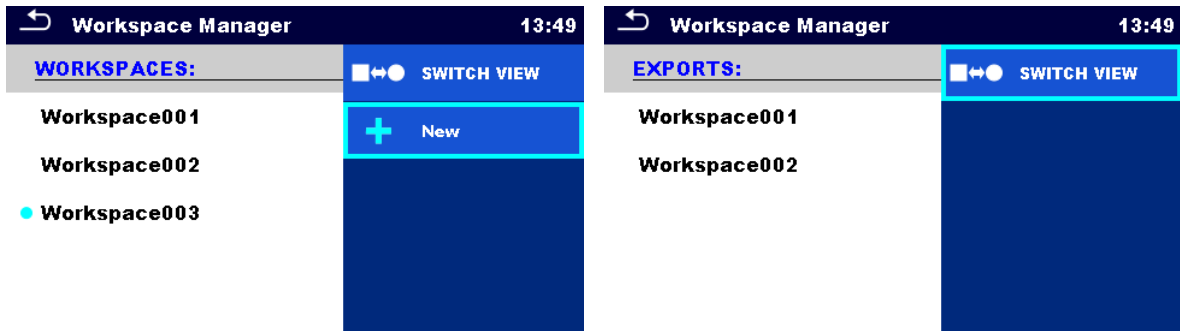 Workspace Manager 13:49
WORKSPACES:
SWITCH VIEW
Workspace001
New
Workspace002
Workspace003
Workspace Manager 13:49
EXPORTS:
SWITCH VIEW
Workspace001
Workspace002